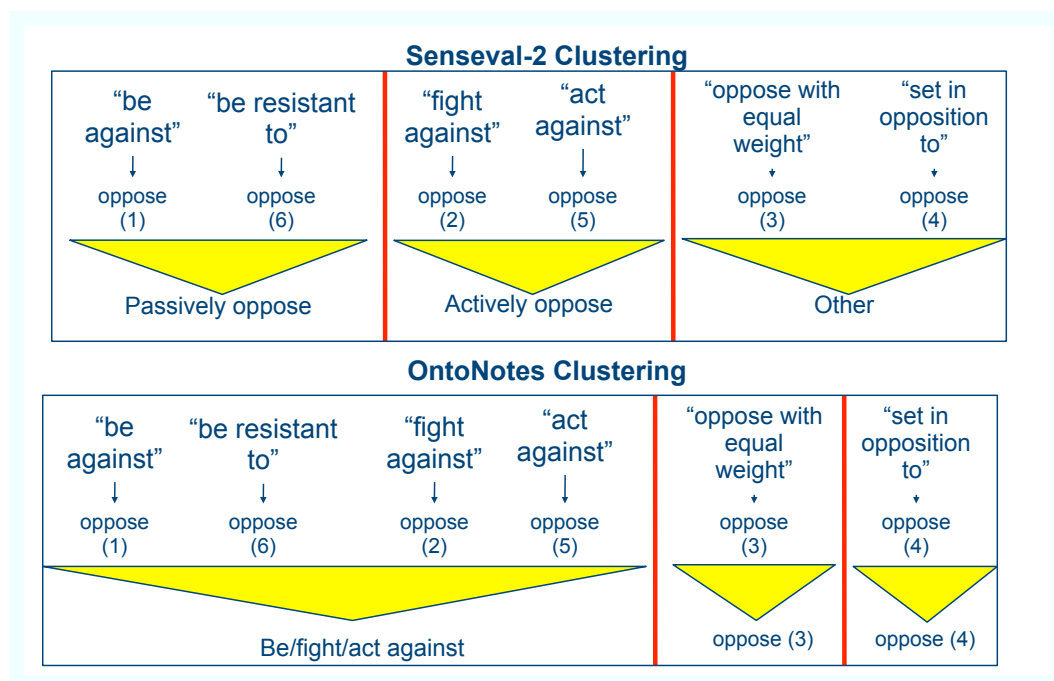 Senseval-2 Clustering
“be
against”
“be resistant
to”
“fight
against”
“act
against”
“oppose with
equal
weight”
“set in
opposition
to”
oppose
(1)
oppose
(6)
oppose
(2)
oppose
(5)
oppose
(3)
oppose
(4)
Passively oppose
Actively oppose
Other
OntoNotes Clustering
“be
against”
“be resistant
to”
“fight
against”
“act
against”
“oppose with
equal
weight”
“set in
opposition
to”
oppose
(1)
oppose
(6)
oppose
(2)
oppose
(5)
oppose
(3)
oppose
(4)
Be/fight/act against
oppose (3)
oppose (4)